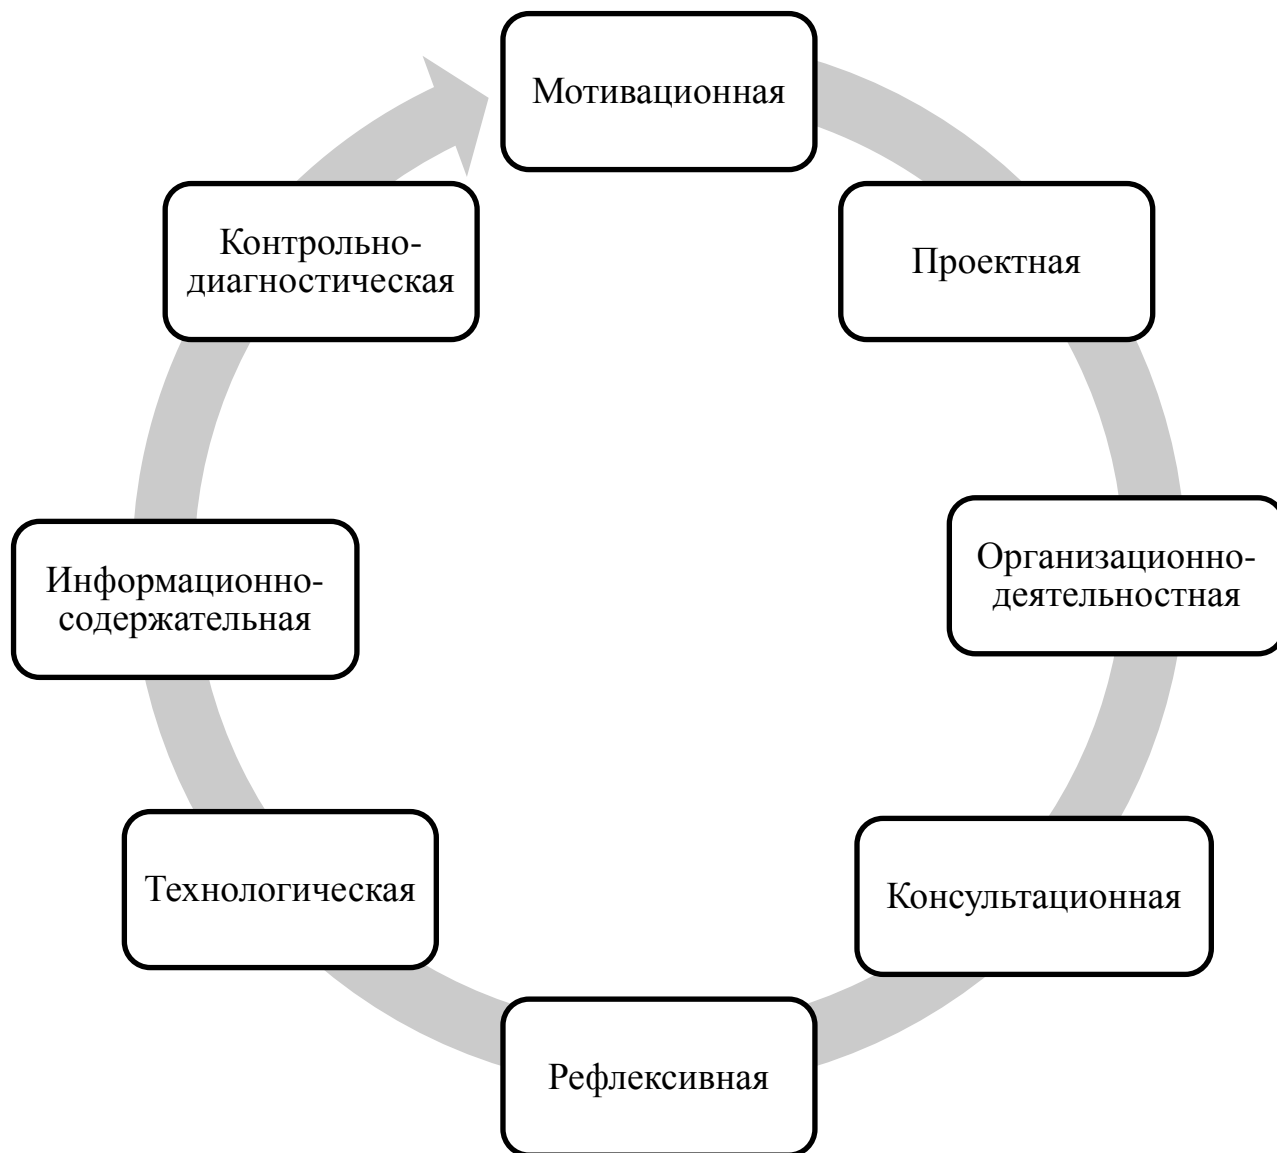 Мотивационная
Проектная
Организационно-
деятельностная
Консультационная
Рефлексивная
Технологическая
Информационно-
содержательная
Контрольно-
диагностическая